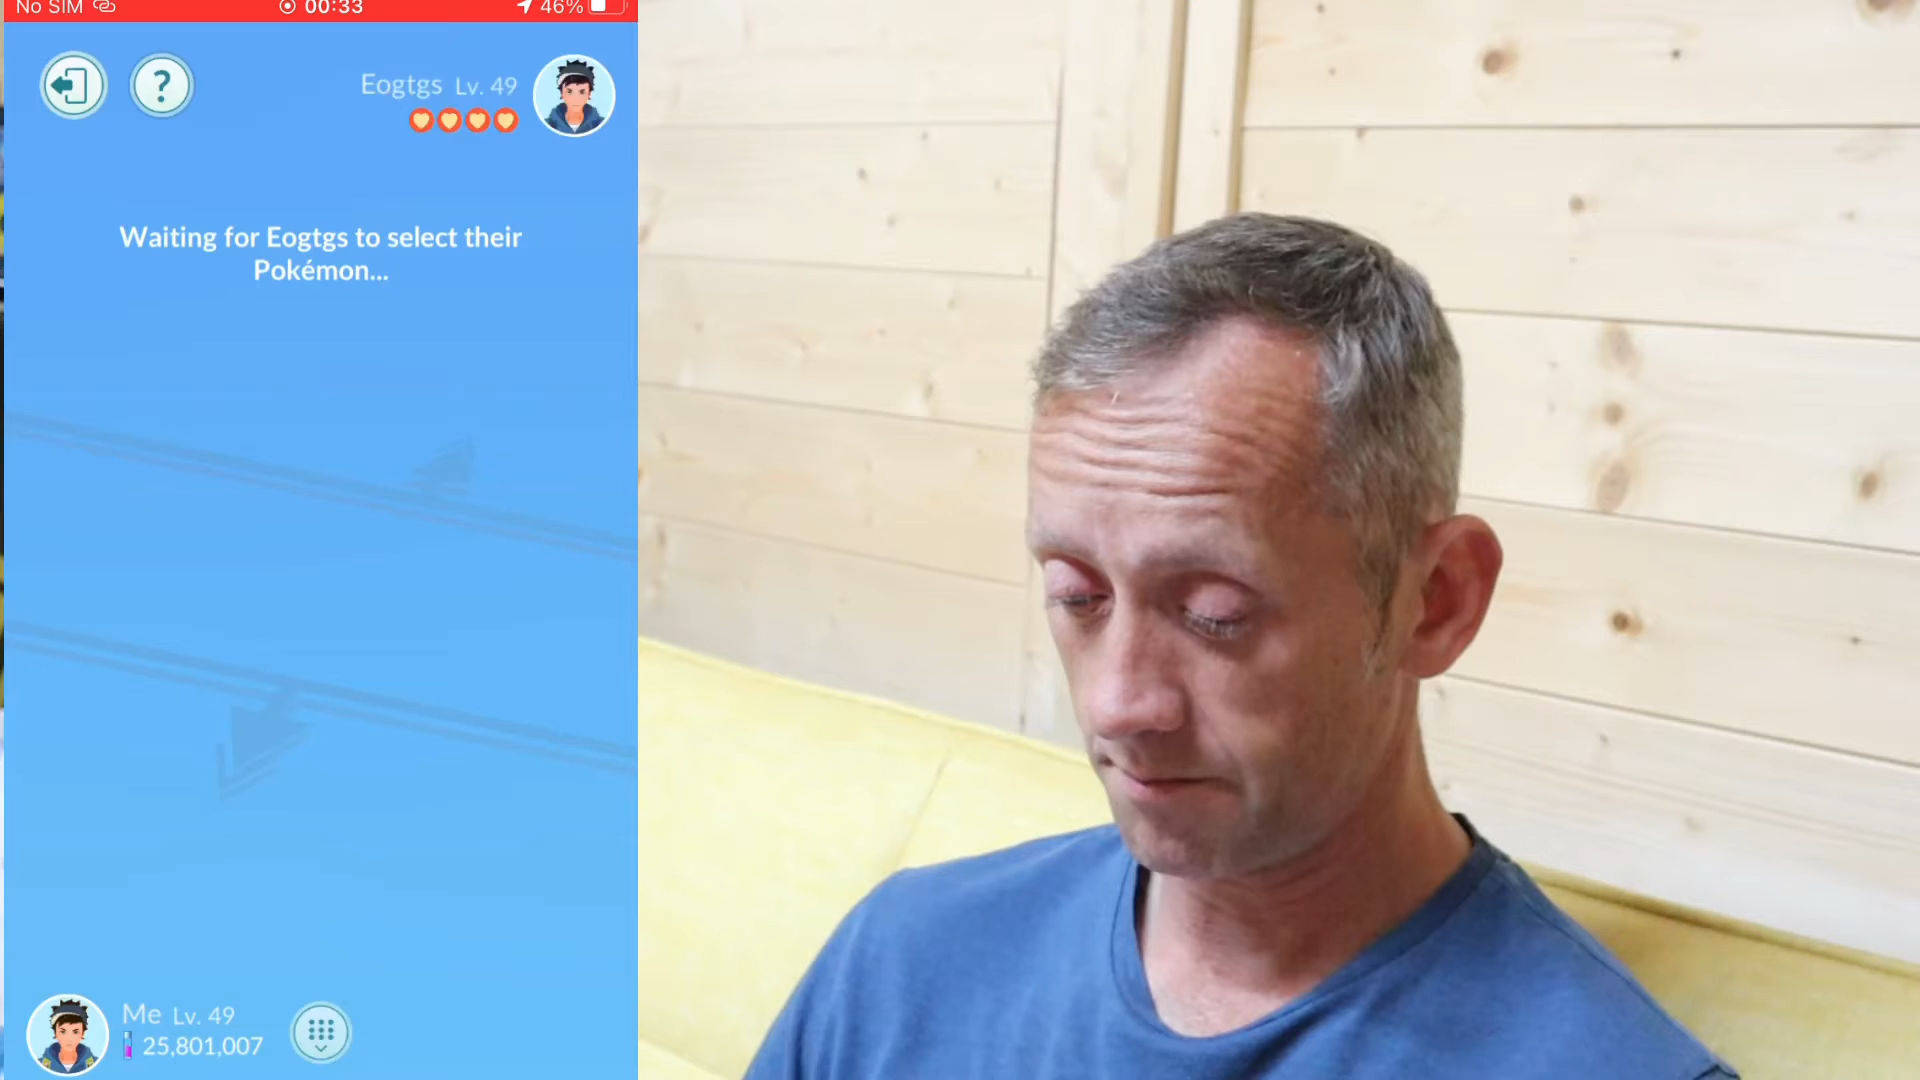 No SIM 00:33 46%
? Eogtgs Lv. 49
Waiting for Eogtgs to select their
Pokémon...
Me Lv. 49
25,801,007